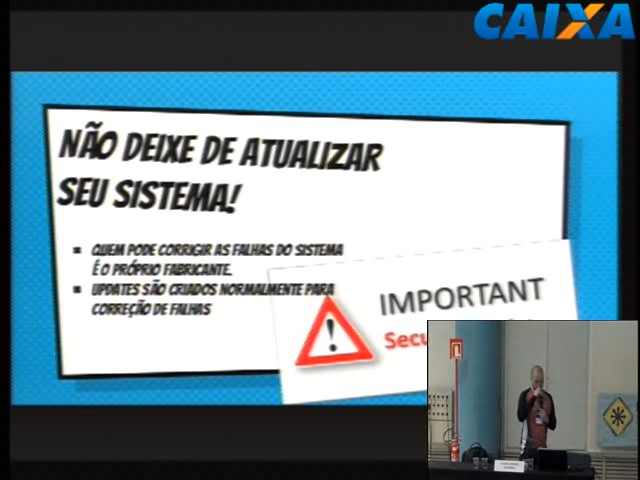 CAIXA
NÃO DEIXE DE ATUALIZAR
SEU SISTEMA!
QUEM PODE CORRIGIR AS FALHAS DO SISTEMA
É O PRÓPRIO FABRICANTE.
UPDATES SÃO CRIADOS NORMALMENTE PARA
CORREÇÃO DE FALHAS
IMPORTANT